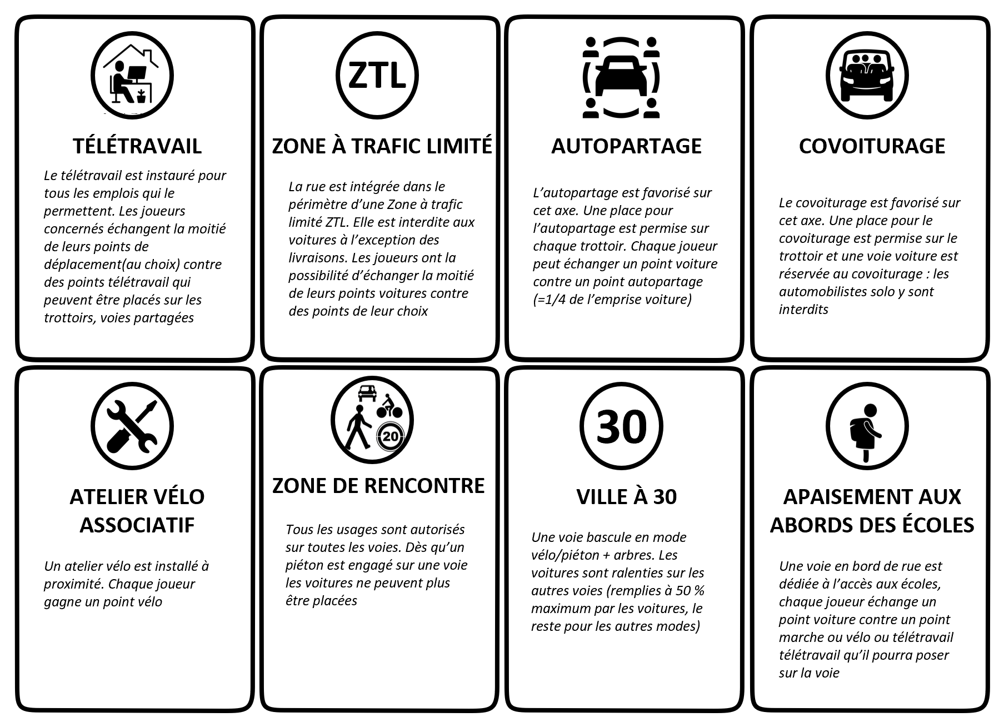 TÉLÉTRAVAIL
Le télétravail est instauré pour
tous les emplois qui le
permettent. Les joueurs
concernés échangent la moitié
de leurs points de
déplacement(au choix) contre
des points télétravail qui
peuvent être placés sur les
trottoirs, voies partagées
ZTL
ZONE À TRAFIC LIMITÉ
La rue est intégrée dans le
périmètre d’une Zone à trafic
limité ZTL. Elle est interdite aux
voitures à l’exception des
livraisons. Les joueurs ont la
possibilité d’échanger la moitié
de leurs points voitures contre
des points de leur choix
AUTOPARTAGE
L’autopartage est favorisé sur
cet axe. Une place pour
l’autopartage est permise sur
chaque trottoir. Chaque joueur
peut échanger un point voiture
contre un point autopartage
(=1/4 de l’emprise voiture)
COVOITURAGE
Le covoiturage est favorisé sur
cet axe. Une place pour le
covoiturage est permise sur le
trottoir et une voie voiture est
réservée au covoiturage : les
automobilistes solo y sont
interdits
ATELIER VÉLO
ASSOCIATIF
Un atelier vélo est installé à
proximité. Chaque joueur
gagne un point vélo
20
ZONE DE RENCONTRE
Tous les usages sont autorisés
sur toutes les voies. Dès qu’un
piéton est engagé sur une voie
les voitures ne peuvent plus
être placées
30
VILLE À 30
Une voie bascule en mode
vélo/piéton + arbres. Les
voitures sont ralenties sur les
autres voies (remplies à 50 %
maximum par les voitures, le
reste pour les autres modes)
APAISEMENT AUX
ABORDS DES ÉCOLES
Une voie en bord de rue est
dédiée à l’accès aux écoles,
chaque joueur échange un
point voiture contre un point
marche ou vélo ou télétravail
télétravail qu’il pourra poser
sur la voie